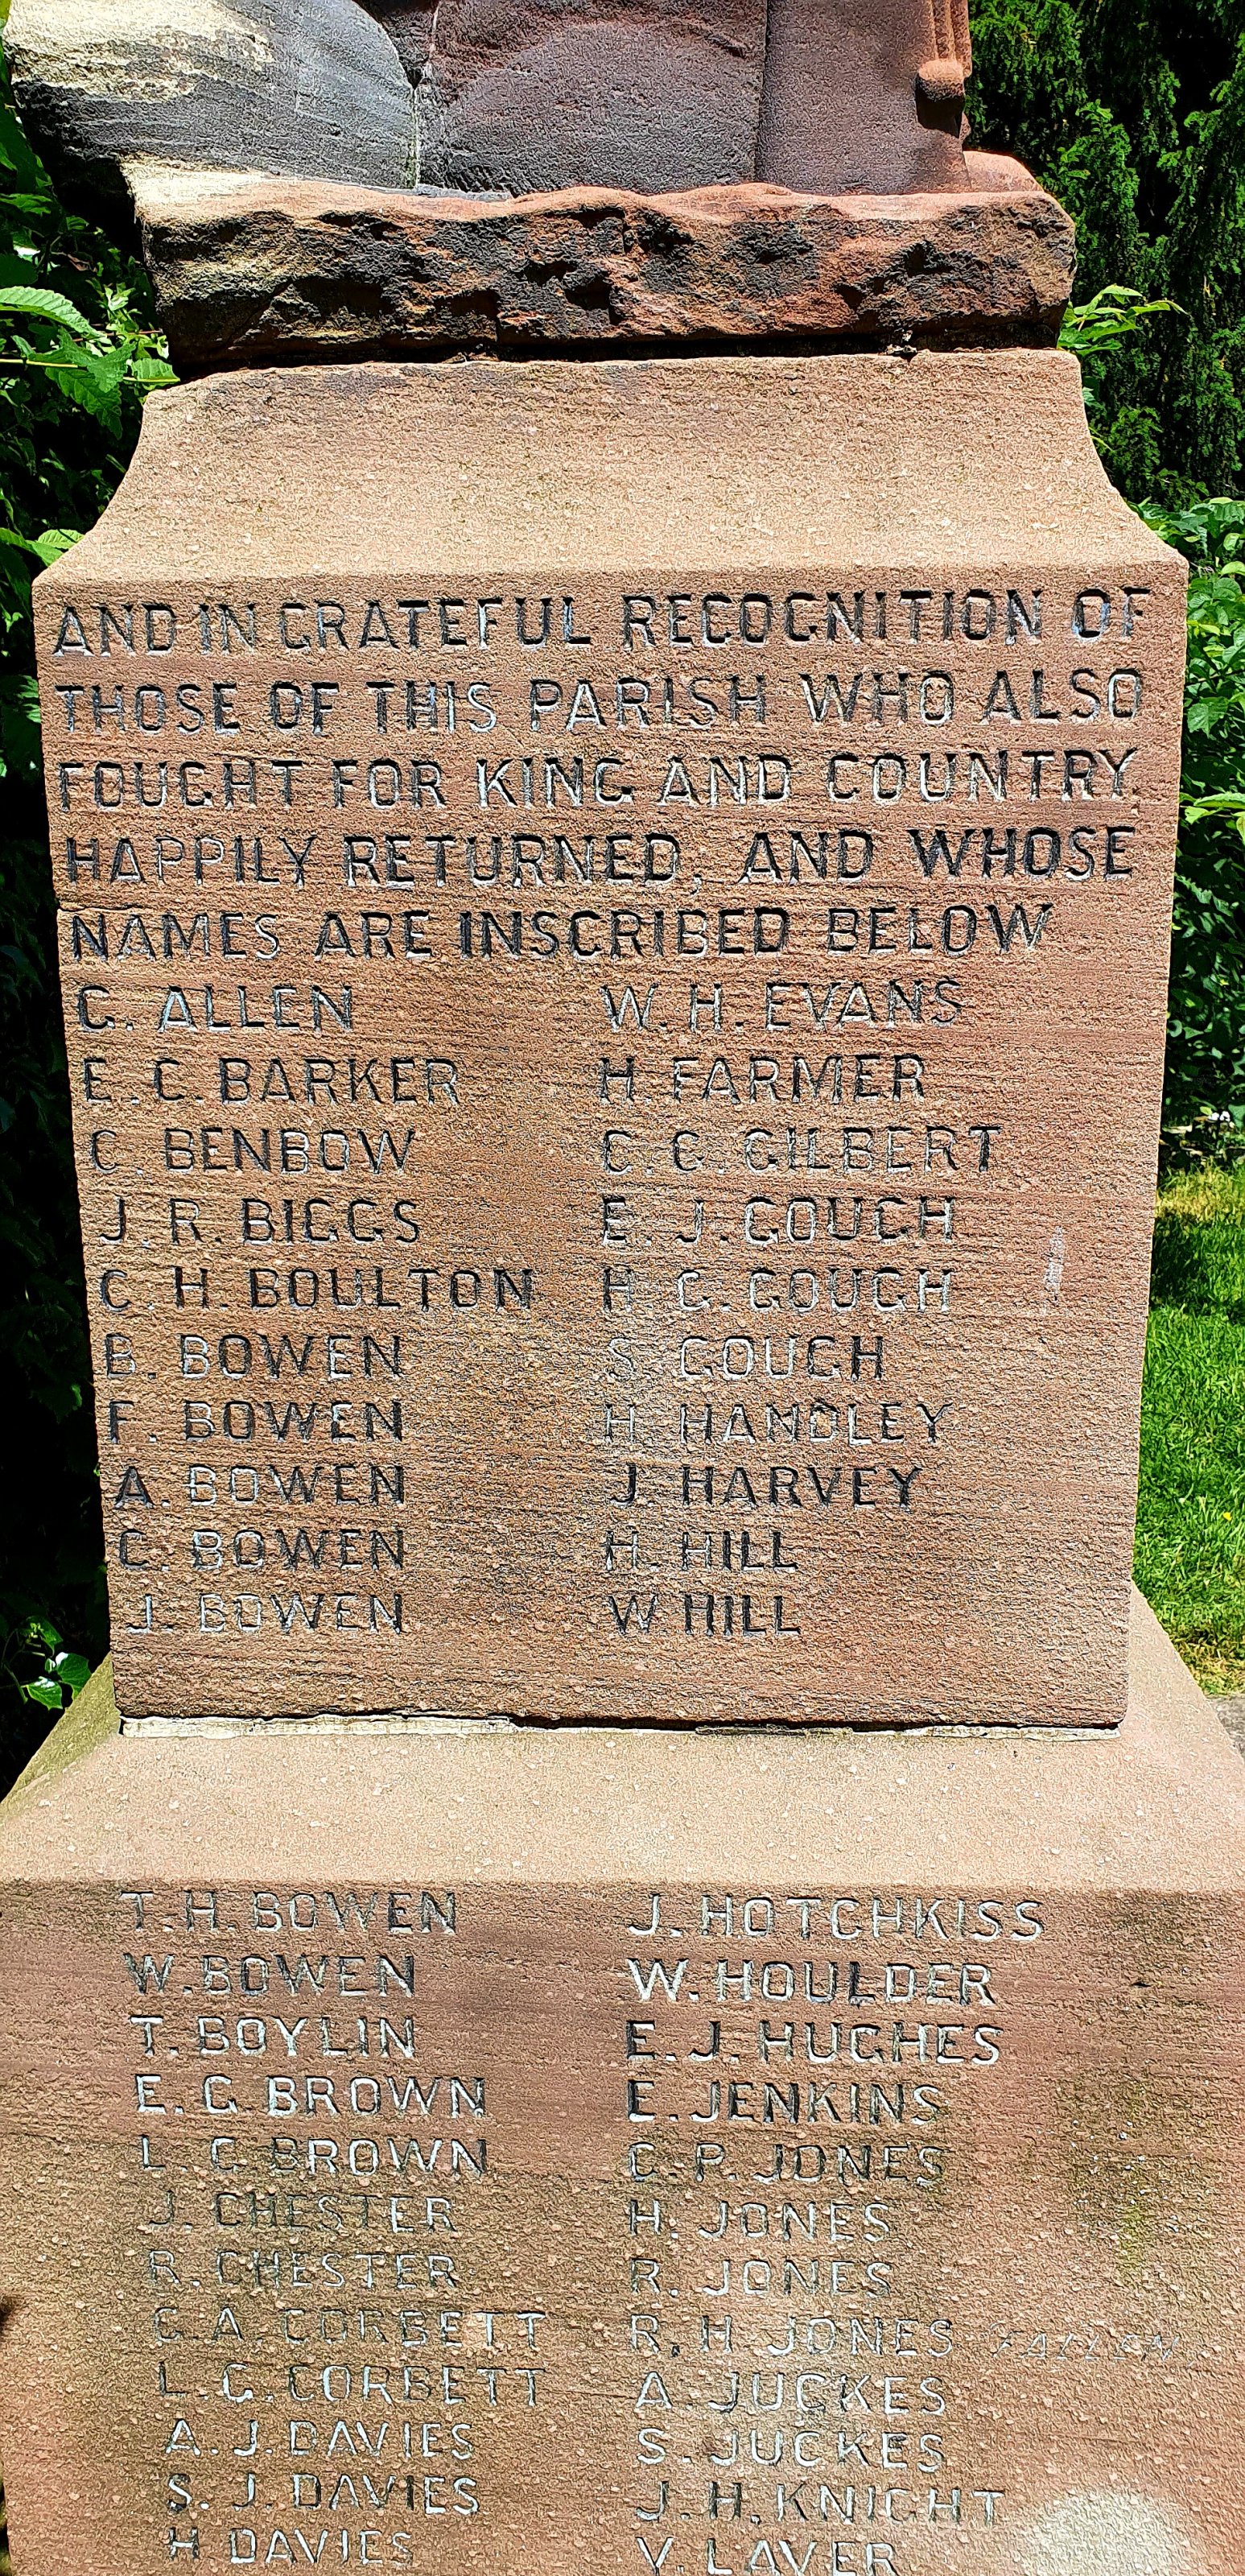 AND IN GRATEFUL RECOGNITION OF
THOSE OF THIS PARISH WHO ALSO
FOUGHT FOR KING AND COUNTRY
HAPPILY RETURNED, AND WHOSE
NAMES ARE INSCRIBED BELOW
G. ALLEN
E. C. BARKER
C. BENBOW
J. R. BIGGS
C. H. BOULTON
B. BOWEN
F. BOWEN
A. BOWEN
C. BOWEN
J. BOWEN
W. H. EVANS
H. FARMER
C. G. GILBERT
E. J. GOUGH
H. G. GOUGH
S. GOUGH
H. HANDLEY
J. HARVEY
H. HILL
W. HILL
T. H. BOWEN
W. BOWEN
T. BOYLIN
E. G. BROWN
L. C. BROWN
J. CHESTER
R. CHESTER
G. A. CORBETT
L. G. CORBETT
A. J. DAVIES
S. J. DAVIES
H. DAVIES
J. HOTCHKISS
W. HOULDER
E. J. HUGHES
E. JENKINS
C. P. JONES
H. JONES
R. JONES
R. H. JONES FALLEN
A. JUCKES
S. JUCKES
J. H. KNIGHT
V. LAVER